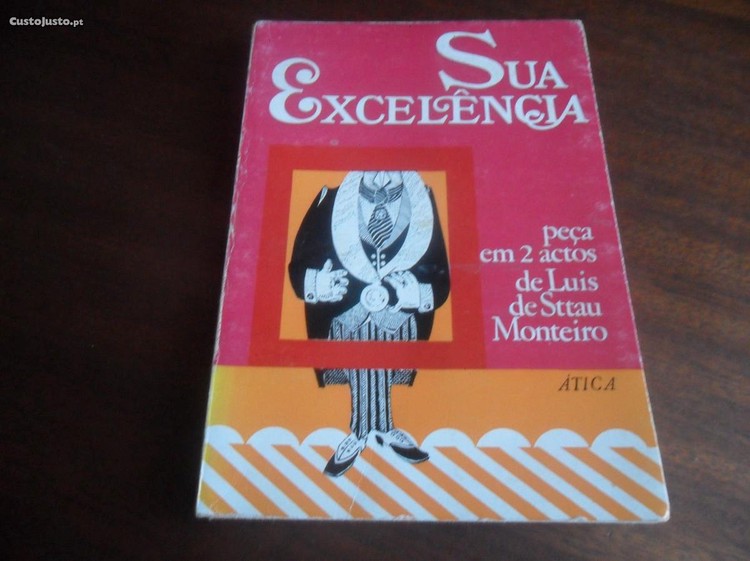 CustoJusto.pt
SUA
EXCELÊNCIA
peça
em 2 actos
de Luis
de Sttau
Monteiro
ÁTICA